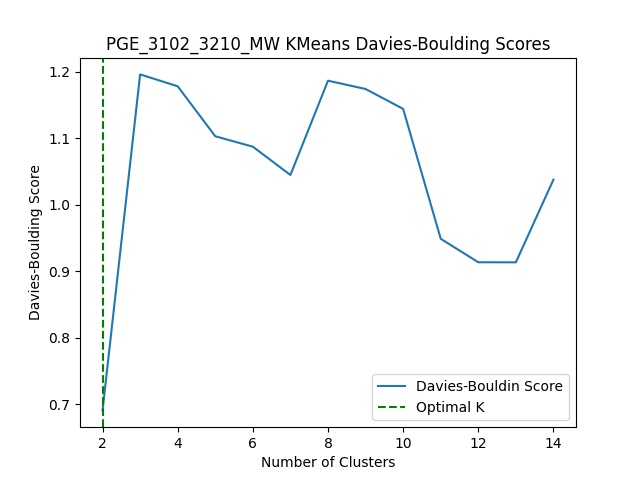 PGE_3102_3210_MW KMeans Davies-Boulding Scores
1.2
1.1
1.0
0.9
0.8
0.7
Davies-Boulding Score
2 4 6 8 10 12 14
Number of Clusters
Davies-Bouldin Score
Optimal K